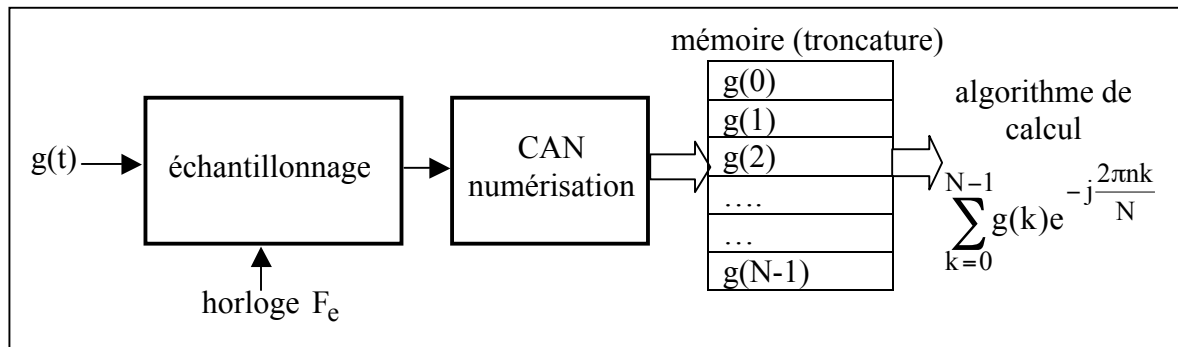 g(t)
échantillonnage
horloge Fe
CAN
numérisation
mémoire (troncature)
g(0)
g(1)
g(2)
....
...
g(N-1)
algorithme de
calcul
∑_{k=0}^{N−1} g(k)e^{−j 2πnk/N}